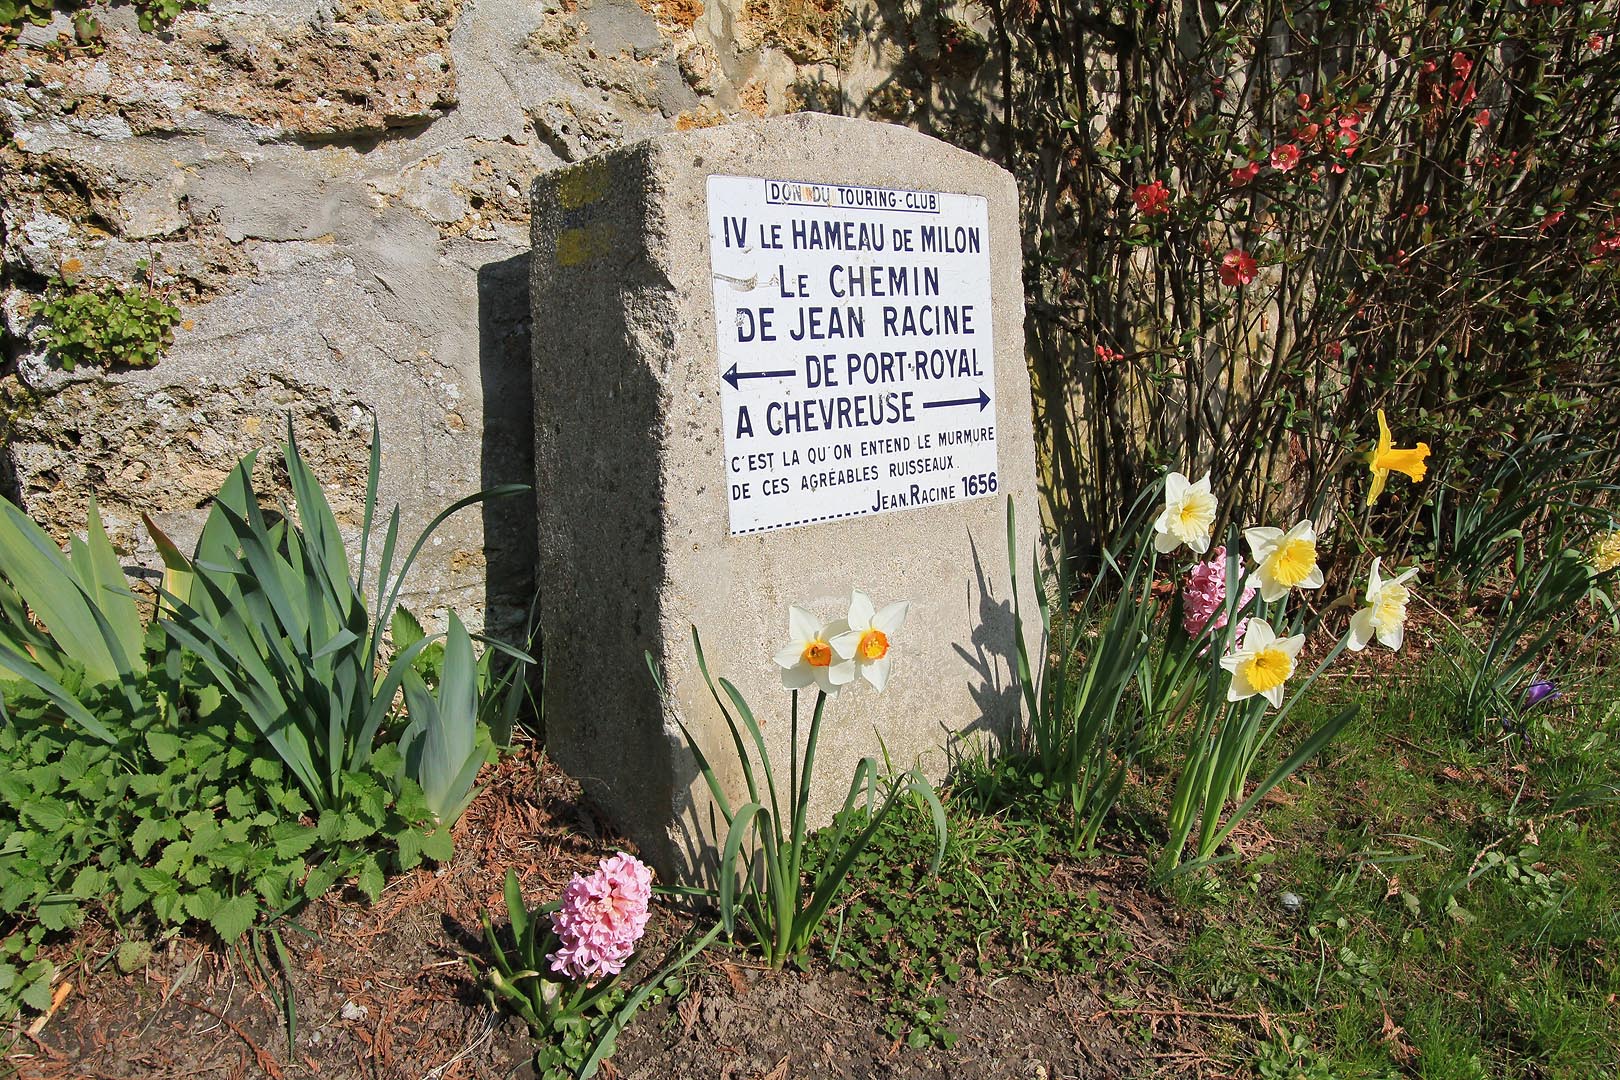 DON DU TOURING-CLUB
IV LE HAMEAU DE MILON
LE CHEMIN
DE JEAN RACINE
DE PORT-ROYAL
A CHEVREUSE
C'EST LA QU'ON ENTEND LE MURMURE
DE CES AGRÉABLES RUISSEAUX.
JEAN.RACINE 1656